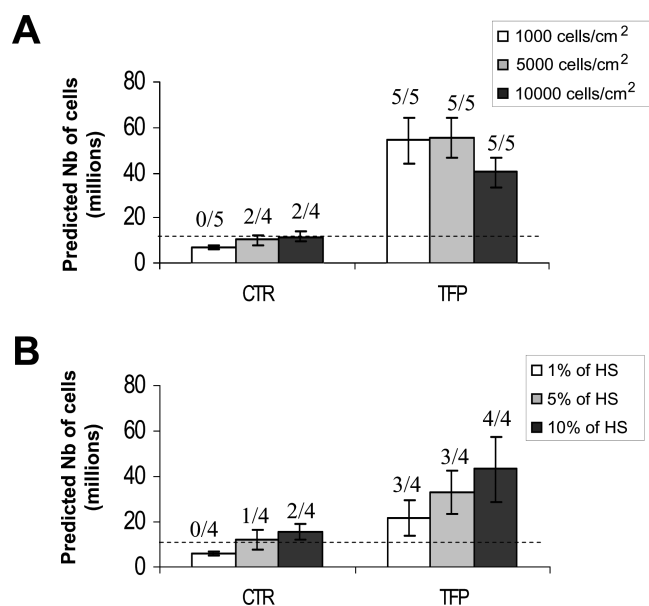 A
1000 cells/cm²
5000 cells/cm²
10000 cells/cm²
Predicted Nb of cells
(millions)
80
60
40
20
0
0/5
2/4
2/4
5/5
5/5
5/5
CTR
TFP
B
1% of HS
5% of HS
10% of HS
Predicted Nb of cells
(millions)
80
60
40
20
0
0/4
1/4
2/4
3/4
3/4
4/4
CTR
TFP